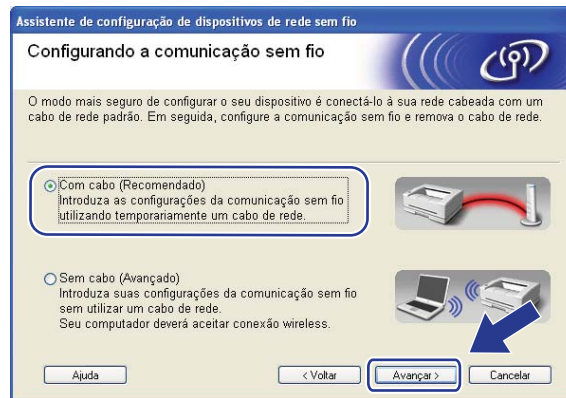 Assistente de configuração de dispositivos de rede sem fio
Configurando a comunicação sem fio
O modo mais seguro de configurar o seu dispositivo é conectá-lo à sua rede cabeada com um
cabo de rede padrão. Em seguida, configure a comunicação sem fio e remova o cabo de rede.
Com cabo (Recomendado)
Introduza as configurações da comunicação sem fio
utilizando temporariamente um cabo de rede.
Sem cabo (Avançado)
Introduza suas configurações da comunicação sem fio
sem utilizar um cabo de rede.
Seu computador deverá aceitar conexão wireless.
Ajuda < Voltar Avançar > Cancelar